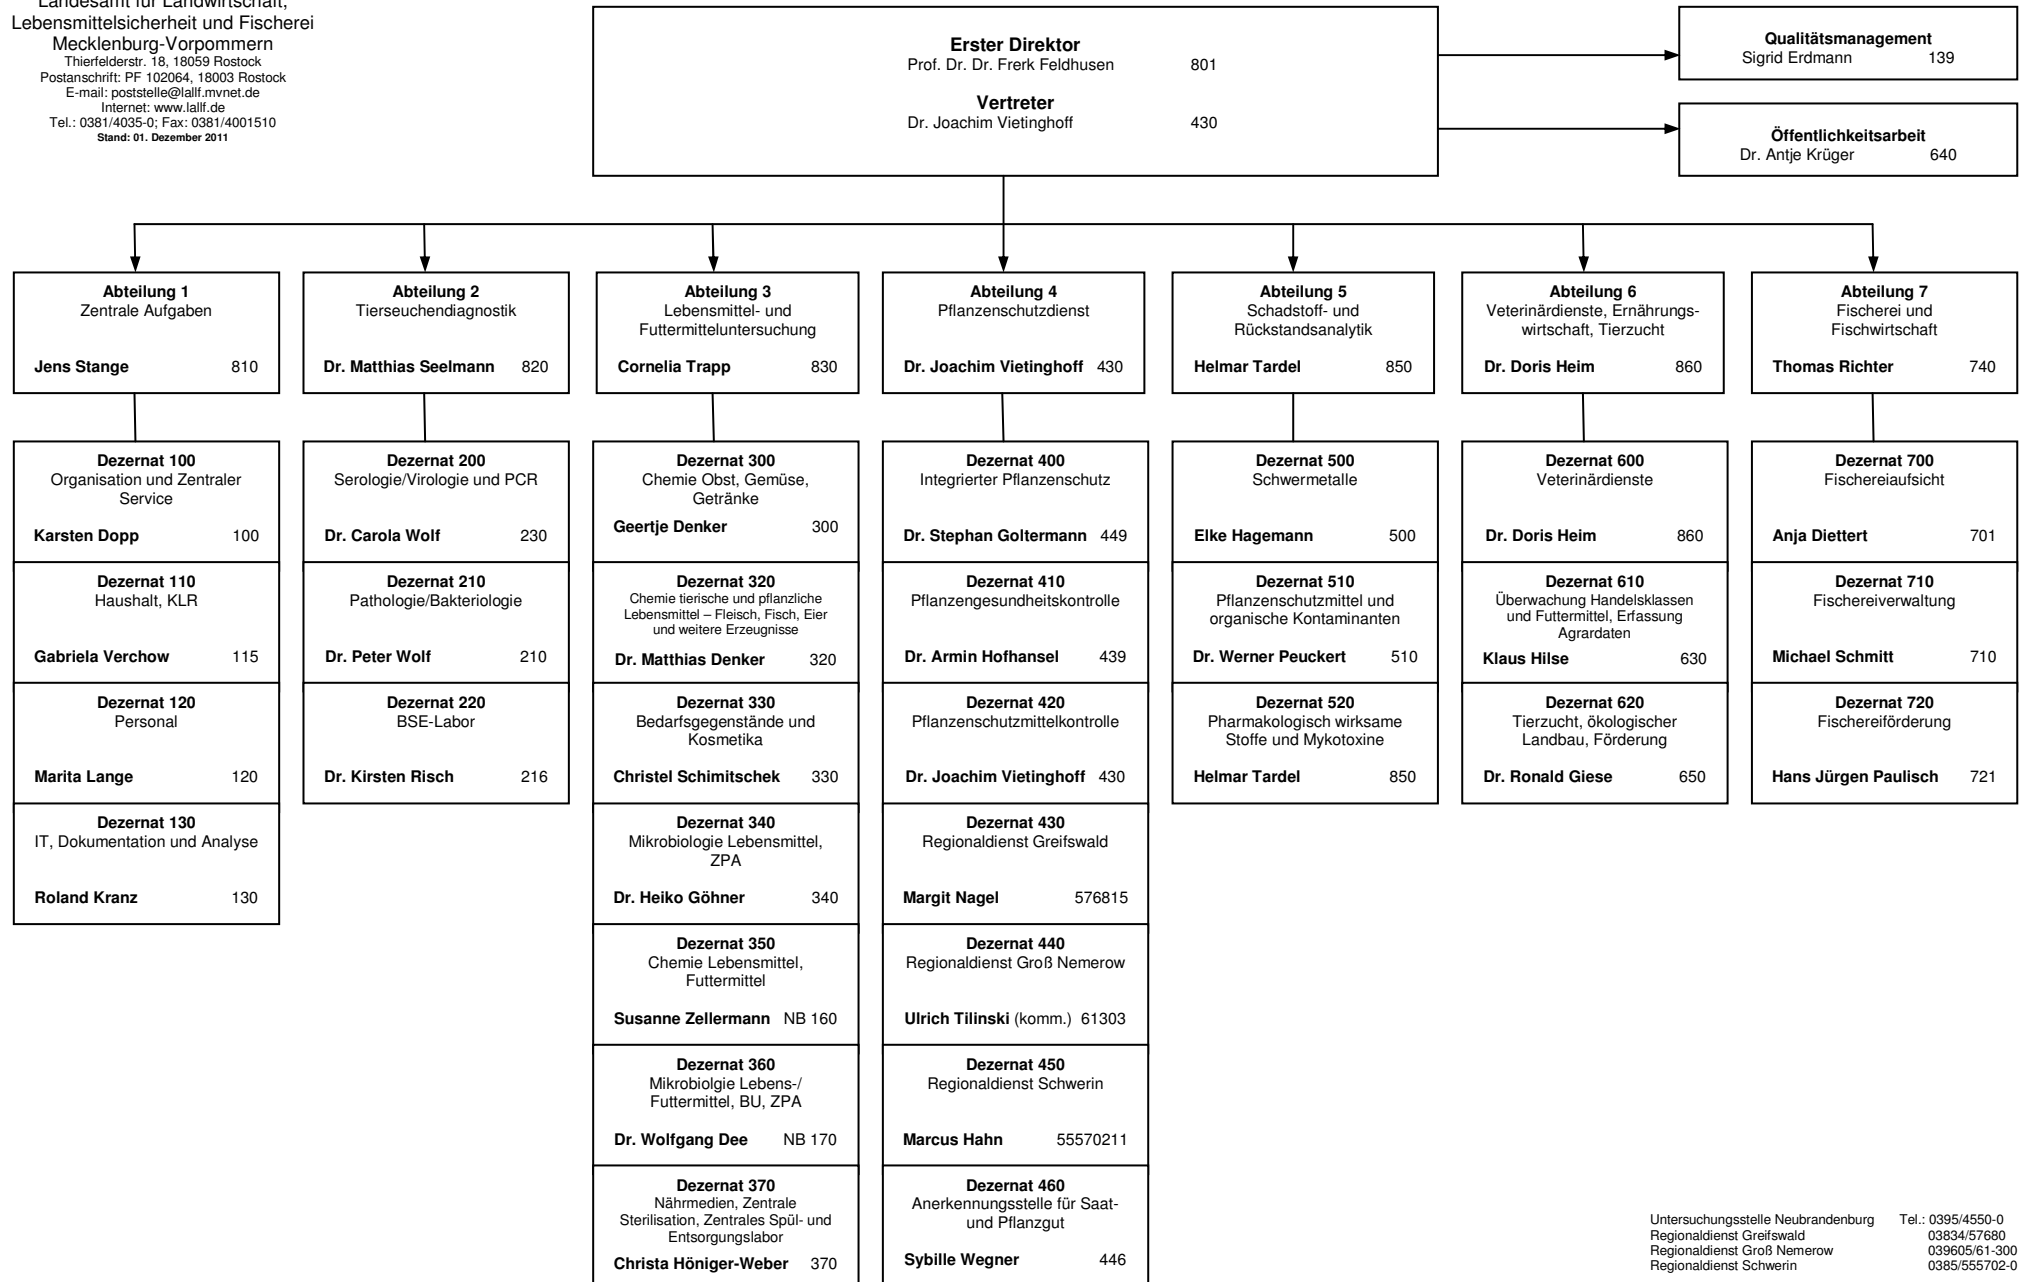 Landesamt für Landwirtschaft,
Lebensmittelsicherheit und Fischerei
Mecklenburg-Vorpommern
Thierfelderstr. 18, 18059 Rostock
Postanschrift: PF 102064, 18003 Rostock
E-mail: poststelle@lallf.mvnet.de
Internet: www.lallf.de
Tel.: 0381/4035-0; Fax: 0381/4001510
Stand: 01. Dezember 2011
Erster Direktor
Prof. Dr. Dr. Frerk Feldhusen 801
Vertreter
Dr. Joachim Vietinghoff 430
Qualitätsmanagement
Sigrid Erdmann 139
Öffentlichkeitsarbeit
Dr. Antje Krüger 640
Abteilung 1
Zentrale Aufgaben
Jens Stange 810
Abteilung 2
Tierseuchendiagnostik
Dr. Matthias Seelmann 820
Abteilung 3
Lebensmittel- und
Futtermitteluntersuchung
Cornelia Trapp 830
Abteilung 4
Pflanzenschutzdienst
Dr. Joachim Vietinghoff 430
Abteilung 5
Schadstoff- und
Rückstandsanalytik
Helmar Tardel 850
Abteilung 6
Veterinärdienste, Ernährungs-
wirtschaft, Tierzucht
Dr. Doris Heim 860
Abteilung 7
Fischerei und
Fischwirtschaft
Thomas Richter 740
Dezernat 100
Organisation und Zentraler
Service
Karsten Dopp 100
Dezernat 110
Haushalt, KLR
Gabriela Verchow 115
Dezernat 120
Personal
Marita Lange 120
Dezernat 130
IT, Dokumentation und Analyse
Roland Kranz 130
Dezernat 200
Serologie/Virologie und PCR
Dr. Carola Wolf 230
Dezernat 210
Pathologie/Bakteriologie
Dr. Peter Wolf 210
Dezernat 220
BSE-Labor
Dr. Kirsten Risch 216
Dezernat 300
Chemie Obst, Gemüse,
Getränke
Geertje Denker 300
Dezernat 320
Chemie tierische und pflanzliche
Lebensmittel – Fleisch, Fisch, Eier
und weitere Erzeugnisse
Dr. Matthias Denker 320
Dezernat 330
Bedarfsgegenstände und
Kosmetika
Christel Schimitschek 330
Dezernat 340
Mikrobiologie Lebensmittel,
ZPA
Dr. Heiko Göhner 340
Dezernat 350
Chemie Lebensmittel,
Futtermittel
Susanne Zellermann NB 160
Dezernat 360
Mikrobiolgie Lebens-/
Futtermittel, BU, ZPA
Dr. Wolfgang Dee NB 170
Dezernat 370
Nährmedien, Zentrale
Sterilisation, Zentrales Spül- und
Entsorgungslabor
Christa Höniger-Weber 370
Dezernat 400
Integrierter Pflanzenschutz
Dr. Stephan Goltermann 449
Dezernat 410
Pflanzengesundheitskontrolle
Dr. Armin Hofhansel 439
Dezernat 420
Pflanzenschutzmittelkontrolle
Dr. Joachim Vietinghoff 430
Dezernat 430
Regionaldienst Greifswald
Margit Nagel 576815
Dezernat 440
Regionaldienst Groß Nemerow
Ulrich Tilinski (komm.) 61303
Dezernat 450
Regionaldienst Schwerin
Marcus Hahn 55570211
Dezernat 460
Anerkennungsstelle für Saat-
und Pflanzgut
Sybille Wegner 446
Dezernat 500
Schwermetalle
Elke Hagemann 500
Dezernat 510
Pflanzenschutzmittel und
organische Kontaminanten
Dr. Werner Peuckert 510
Dezernat 520
Pharmakologisch wirksame
Stoffe und Mykotoxine
Helmar Tardel 850
Dezernat 600
Veterinärdienste
Dr. Doris Heim 860
Dezernat 610
Überwachung Handelsklassen
und Futtermittel, Erfassung
Agrardaten
Klaus Hilse 630
Dezernat 620
Tierzucht, ökologischer
Landbau, Förderung
Dr. Ronald Giese 650
Dezernat 700
Fischereiaufsicht
Anja Diettert 701
Dezernat 710
Fischereiverwaltung
Michael Schmitt 710
Dezernat 720
Fischereiförderung
Hans Jürgen Paulisch 721
Untersuchungsstelle Neubrandenburg Tel.: 0395/4550-0
Regionaldienst Greifswald 03834/57680
Regionaldienst Groß Nemerow 039605/61-300
Regionaldienst Schwerin 0385/555702-0